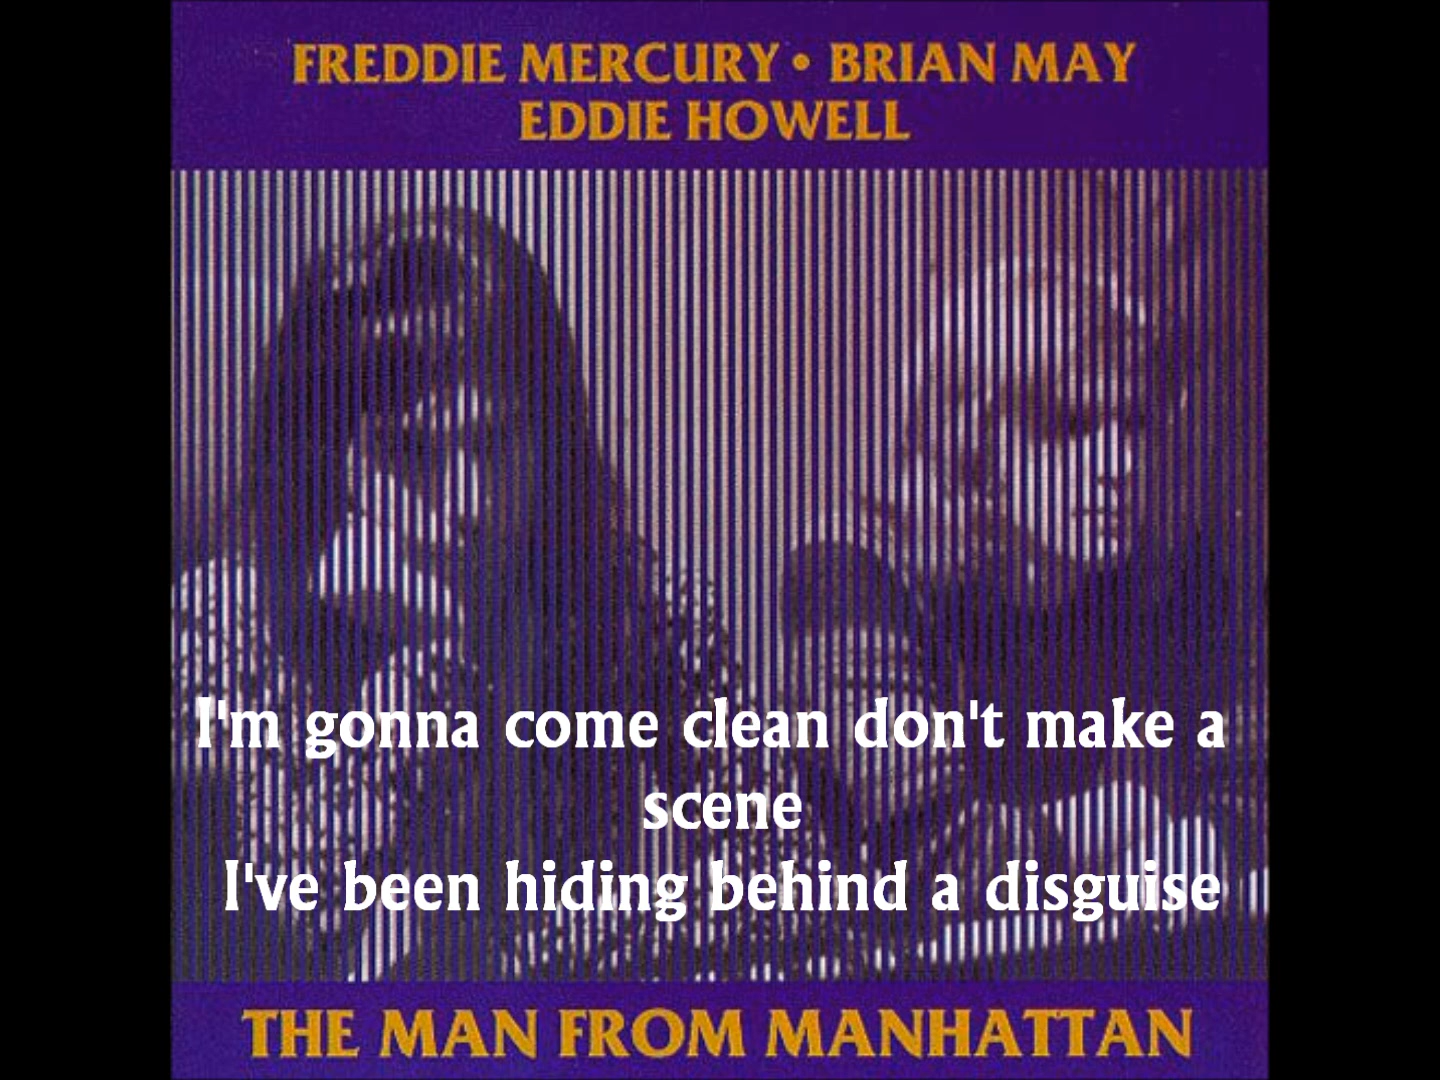 FREDDIE MERCURY • BRIAN MAY
EDDIE HOWELL
I'm gonna come clean don't make a
scene
I've been hiding behind a disguise
THE MAN FROM MANHATTAN